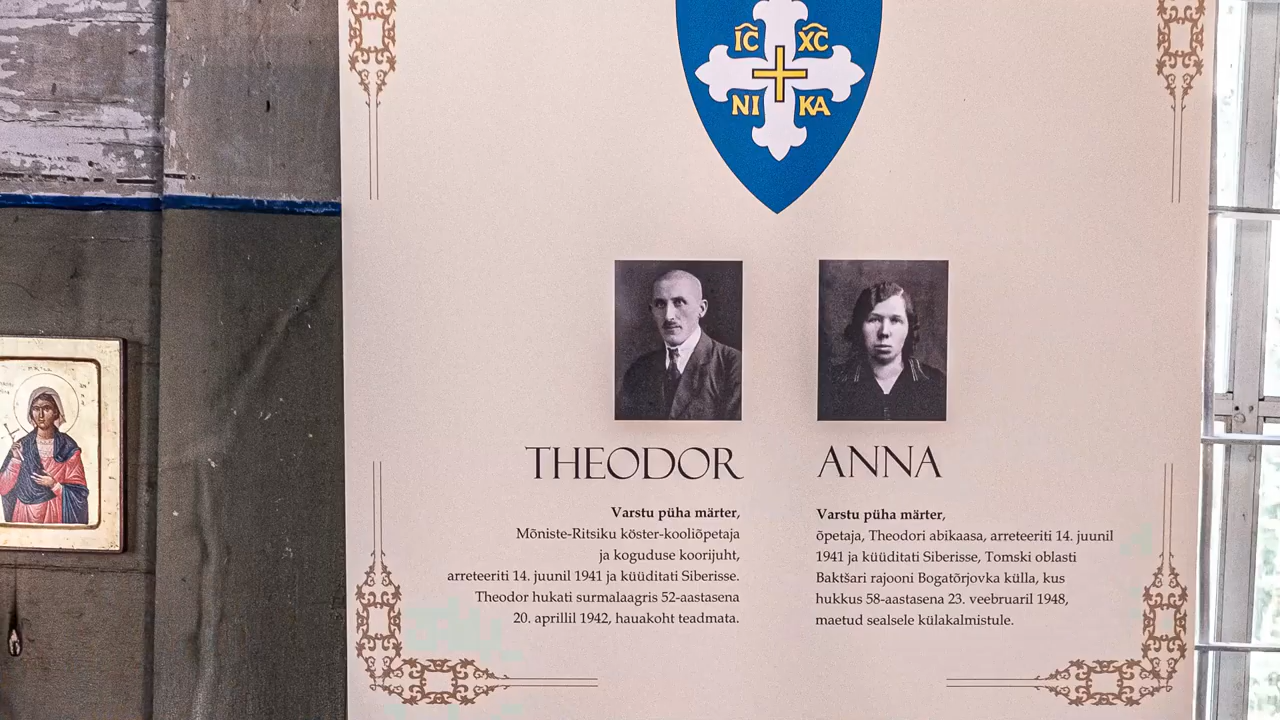 IC XC
NI KA
THEODOR
Varstu püha märter,
Mõniste-Ritsiku köster-kooliõpetaja
ja koguduse koorijuht,
arreteeriti 14. juunil 1941 ja küüditati Siberisse.
Theodor hukati surmalaagris 52-aastasena
20. aprillil 1942, hauakoht teadmata.
ANNA
Varstu püha märter,
õpetaja, Theodori abikaasa, arreteeriti 14. juunil
1941 ja küüditati Siberisse, Tomski oblasti
Baktšari rajooni Bogatõrjovka külla, kus
hukkus 58-aastasena 23. veebruaril 1948,
maetud sealsele külakalmistule.